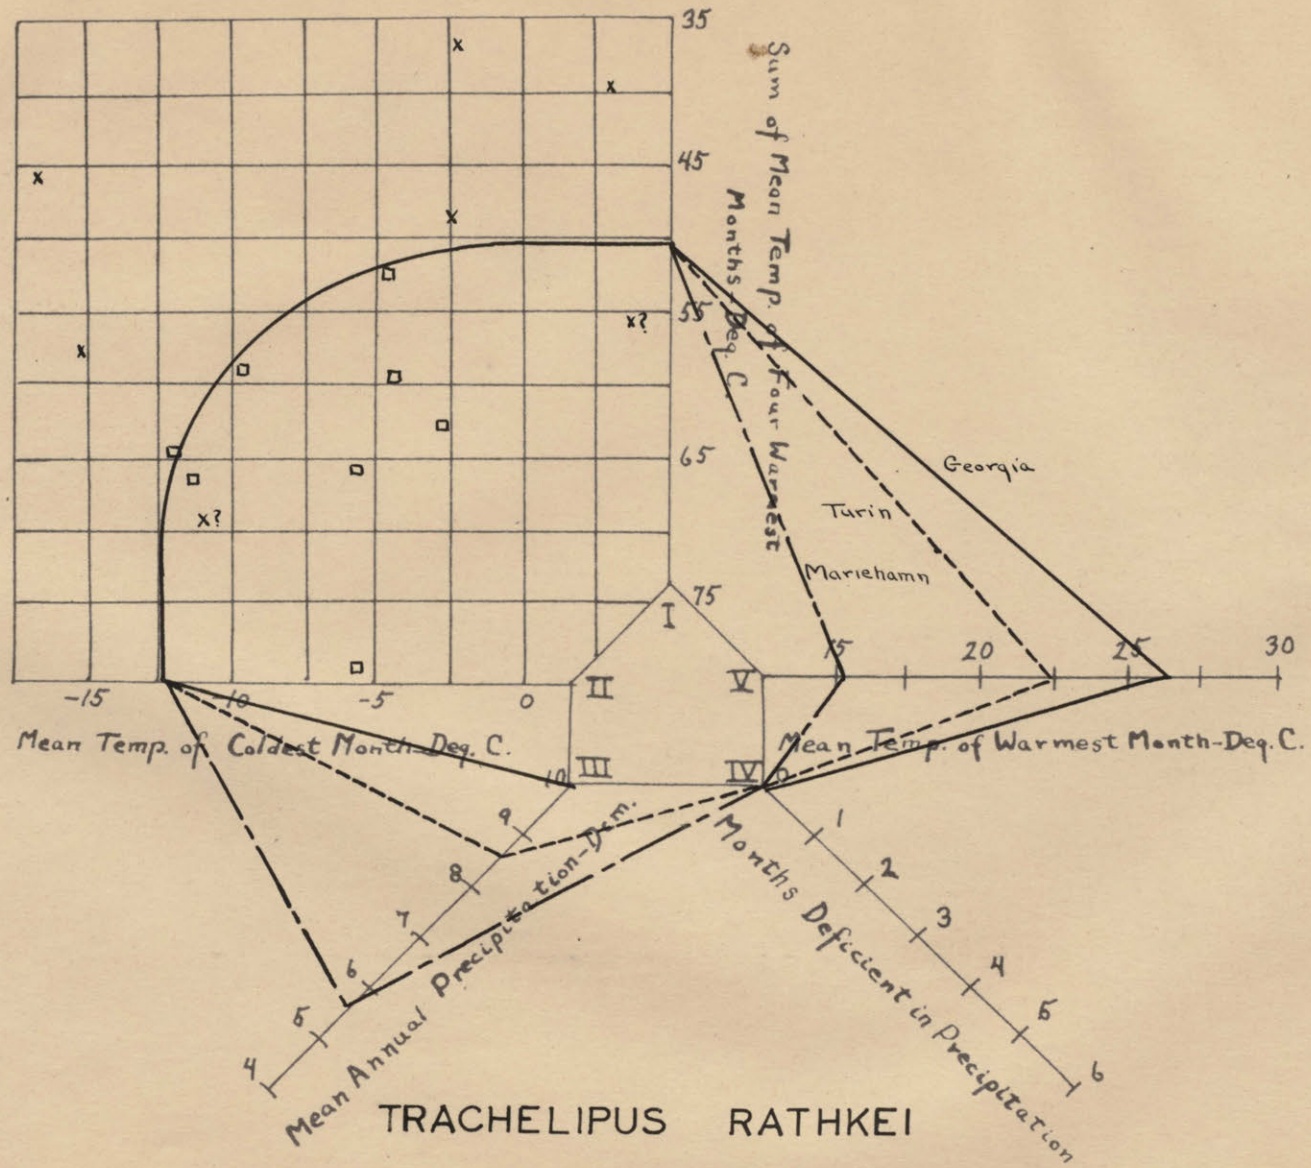 35
x
x
Sum of Mean Temp. of Four Warmest
Months-Deg. C.
45
x
x
55
x?
x
65
Georgia
x?
Turin
Mariehamn
75
I
15
20
25
30
II
V
-15
-10
-5
0
Mean Temp. of Coldest Month-Deg. C.
Mean Temp. of Warmest Month-Deg. C.
III
IV
10
9
8
7
6
5
4
Mean Annual Precipitation-Dcm.
0
1
2
3
4
5
6
Months Deficient in Precipitation
TRACHELIPUS RATHKEI